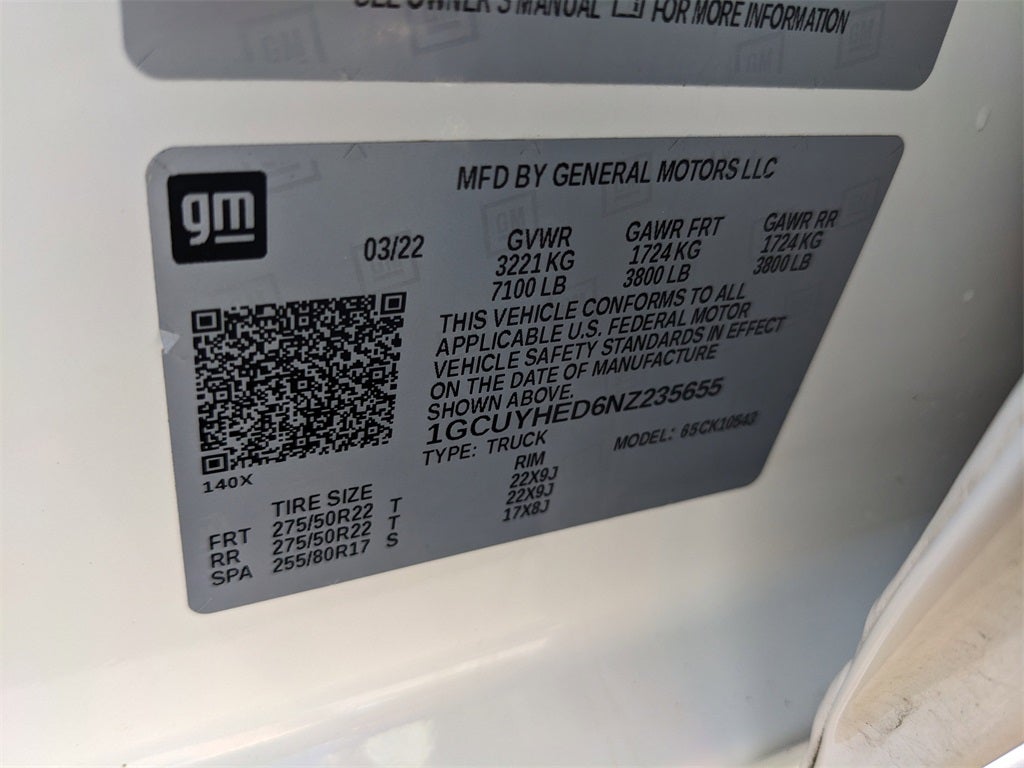 SEE OWNER'S MANUAL FOR MORE INFORMATION
gm
MFD BY GENERAL MOTORS LLC
03/22 GVWR GAWR FRT GAWR RR
3221 KG 1724 KG 1724 KG
7100 LB 3800 LB 3800 LB
THIS VEHICLE CONFORMS TO ALL
APPLICABLE U.S. FEDERAL MOTOR
VEHICLE SAFETY STANDARDS IN EFFECT
ON THE DATE OF MANUFACTURE
SHOWN ABOVE.
1GCUYHED6NZ235655
TYPE: TRUCK MODEL: 65CK10543
140X
TIRE SIZE RIM
FRT 275/50R22 T 22X9J
RR 275/50R22 T 22X9J
SPA 255/80R17 S 17X8J